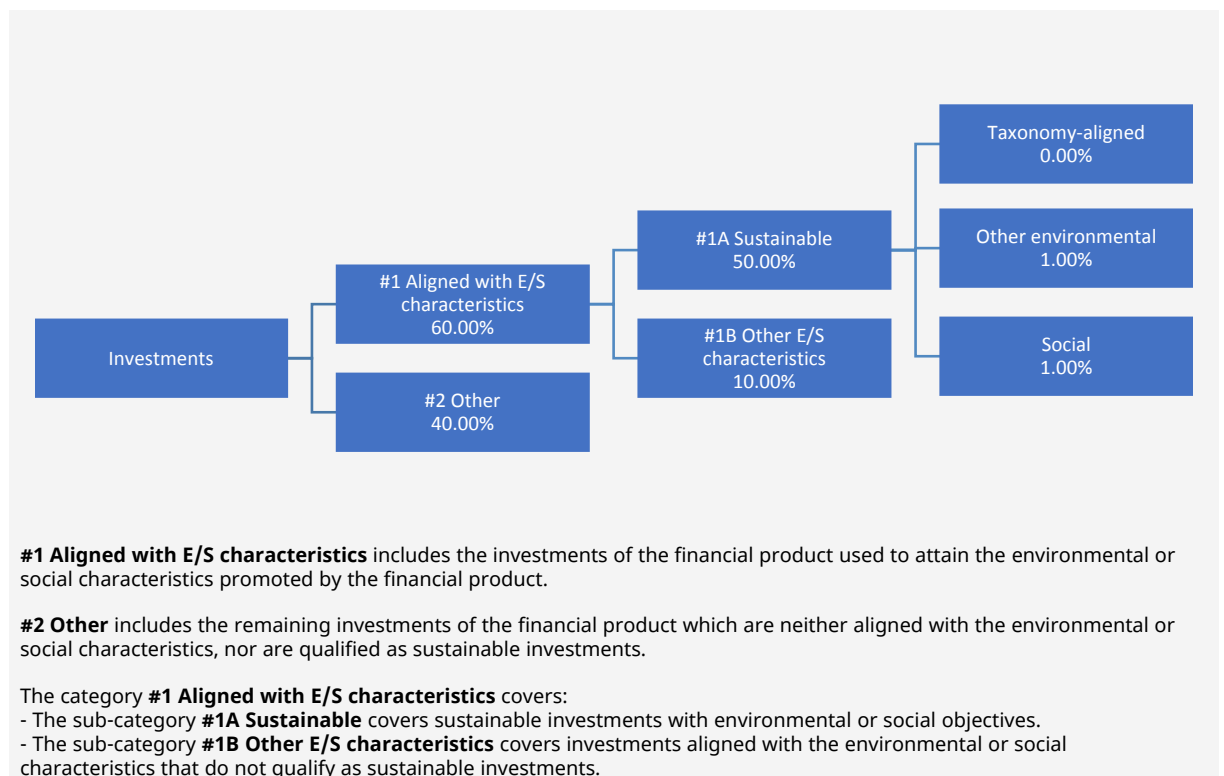 Investments
#1 Aligned with E/S
characteristics
60.00%
#2 Other
40.00%
#1A Sustainable
50.00%
#1B Other E/S
characteristics
10.00%
Taxonomy-aligned
0.00%
Other environmental
1.00%
Social
1.00%
#1 Aligned with E/S characteristics includes the investments of the financial product used to attain the environmental or
social characteristics promoted by the financial product.
#2 Other includes the remaining investments of the financial product which are neither aligned with the environmental or
social characteristics, nor are qualified as sustainable investments.
The category #1 Aligned with E/S characteristics covers:
- The sub-category #1A Sustainable covers sustainable investments with environmental or social objectives.
- The sub-category #1B Other E/S characteristics covers investments aligned with the environmental or social
characteristics that do not qualify as sustainable investments.